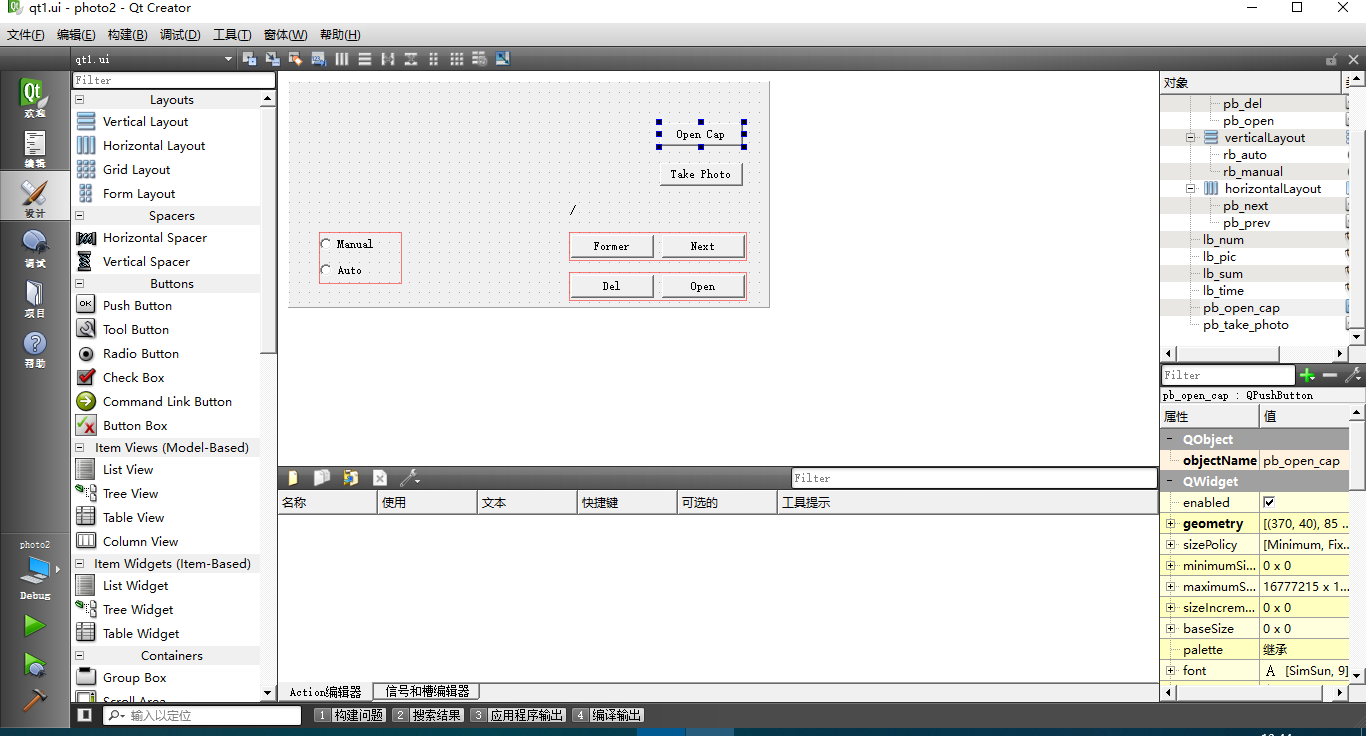 qt1.ui - photo2 - Qt Creator
文件(F) 编辑(E) 构建(B) 调试(D) 工具(T) 窗体(W) 帮助(H)
qt1.ui
Filter
Layouts
Vertical Layout
Horizontal Layout
Grid Layout
Form Layout
Spacers
Horizontal Spacer
Vertical Spacer
Buttons
Push Button
Tool Button
Radio Button
Check Box
Command Link Button
Button Box
Item Views (Model-Based)
List View
Tree View
Table View
Column View
Item Widgets (Item-Based)
List Widget
Tree Widget
Table Widget
Containers
Group Box
Scroll Area
欢迎
编辑
设计
调试
项目
帮助
photo2
Debug
Open Cap
Take Photo
/
Manual
Auto
Former Next
Del Open
Filter
名称 使用 文本 快捷键 可选的 工具提示
Action编辑器 信号和槽编辑器
对象
pb_del
pb_open
verticalLayout
rb_auto
rb_manual
horizontalLayout
pb_next
pb_prev
lb_num
lb_pic
lb_sum
lb_time
pb_open_cap
pb_take_photo
Filter
pb_open_cap : QPushButton
属性 值
QObject
objectName pb_open_cap
QWidget
enabled
geometry [(370, 40), 85 ...
sizePolicy [Minimum, Fix...
minimumSi... 0 x 0
maximumS... 16777215 x 1...
sizeIncrem... 0 x 0
baseSize 0 x 0
palette 继承
font A [SimSun, 9]
输入以定位
1 构建问题 2 搜索结果 3 应用程序输出 4 编译输出